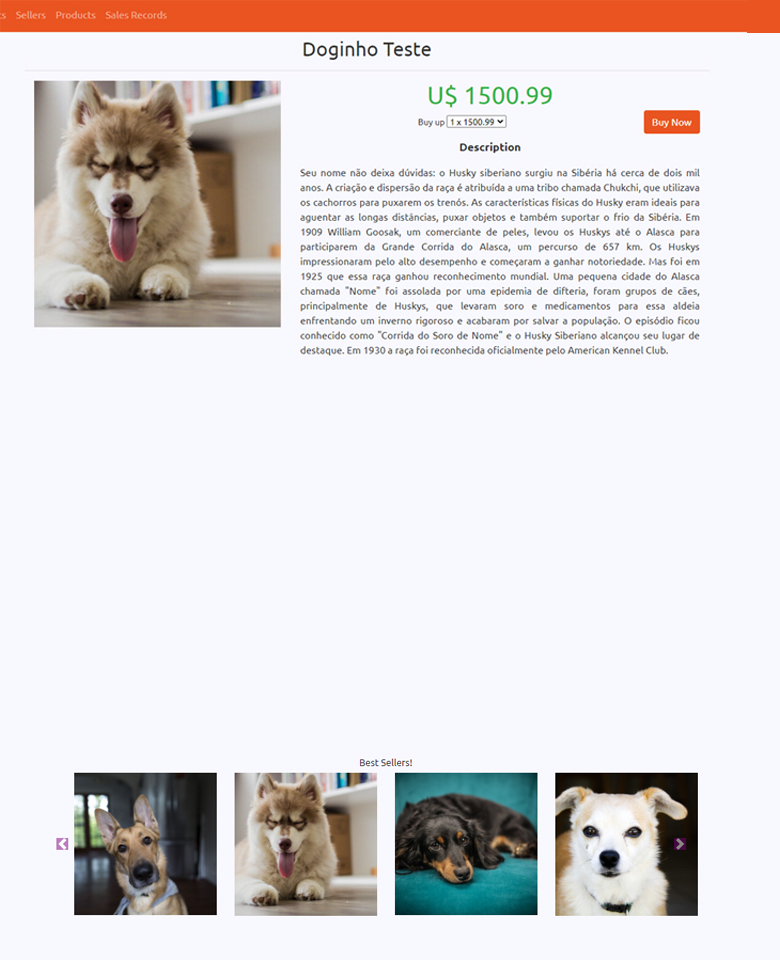 ts Sellers Products Sales Records
Doginho Teste
U$ 1500.99
Buy up 1 x 1500.99 Buy Now
Description
Seu nome não deixa dúvidas: o Husky siberiano surgiu na Sibéria há cerca de dois mil
anos. A criação e dispersão da raça é atribuída a uma tribo chamada Chukchi, que utilizava
os cachorros para puxarem os trenós. As características físicas do Husky eram ideais para
aguentar as longas distâncias, puxar objetos e também suportar o frio da Sibéria. Em
1909 William Goosak, um comerciante de peles, levou os Huskys até o Alasca para
participarem da Grande Corrida do Alasca, um percurso de 657 km. Os Huskys
impressionaram pelo alto desempenho e começaram a ganhar notoriedade. Mas foi em
1925 que essa raça ganhou reconhecimento mundial. Uma pequena cidade do Alasca
chamada "Nome" foi assolada por uma epidemia de difteria, foram grupos de cães,
principalmente de Huskys, que levaram soro e medicamentos para essa aldeia
enfrentando um inverno rigoroso e acabaram por salvar a população. O episódio ficou
conhecido como "Corrida do Soro de Nome" e o Husky Siberiano alcançou seu lugar de
destaque. Em 1930 a raça foi reconhecida oficialmente pelo American Kennel Club.
Best Sellers!